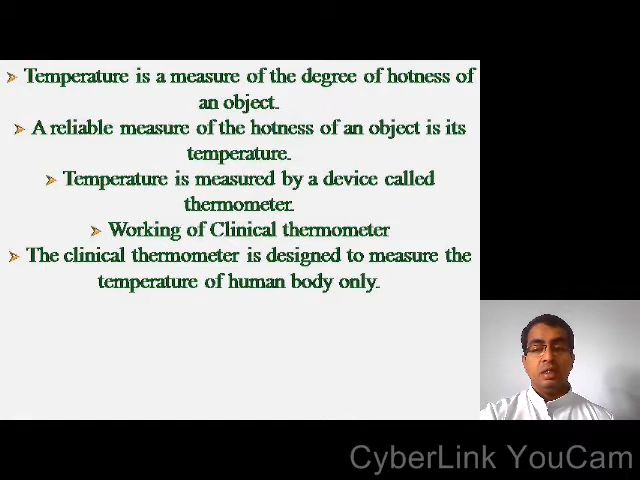 Temperature is a measure of the degree of hotness of
an object.
A reliable measure of the hotness of an object is its
temperature.
Temperature is measured by a device called
thermometer.
Working of Clinical thermometer
The clinical thermometer is designed to measure the
temperature of human body only.
CyberLink YouCam